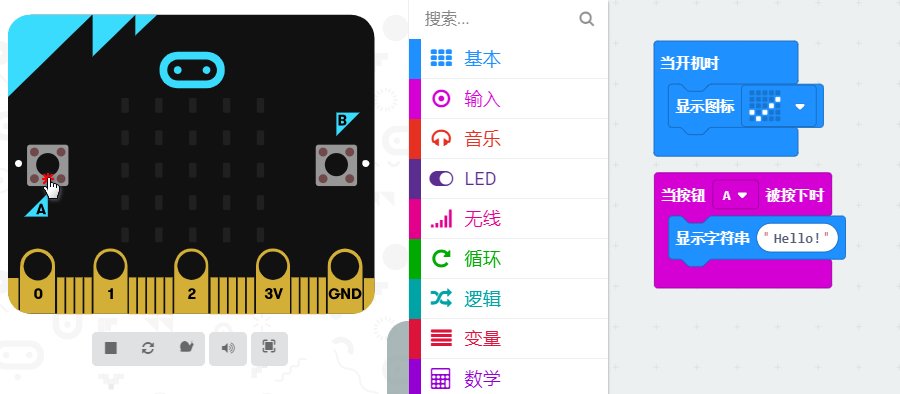 B
A
0
1
2
3V
GND
搜索...
基本
输入
音乐
LED
无线
循环
逻辑
变量
数学
当开机时
显示图标
当按钮 A 被按下时
显示字符串 "Hello!"